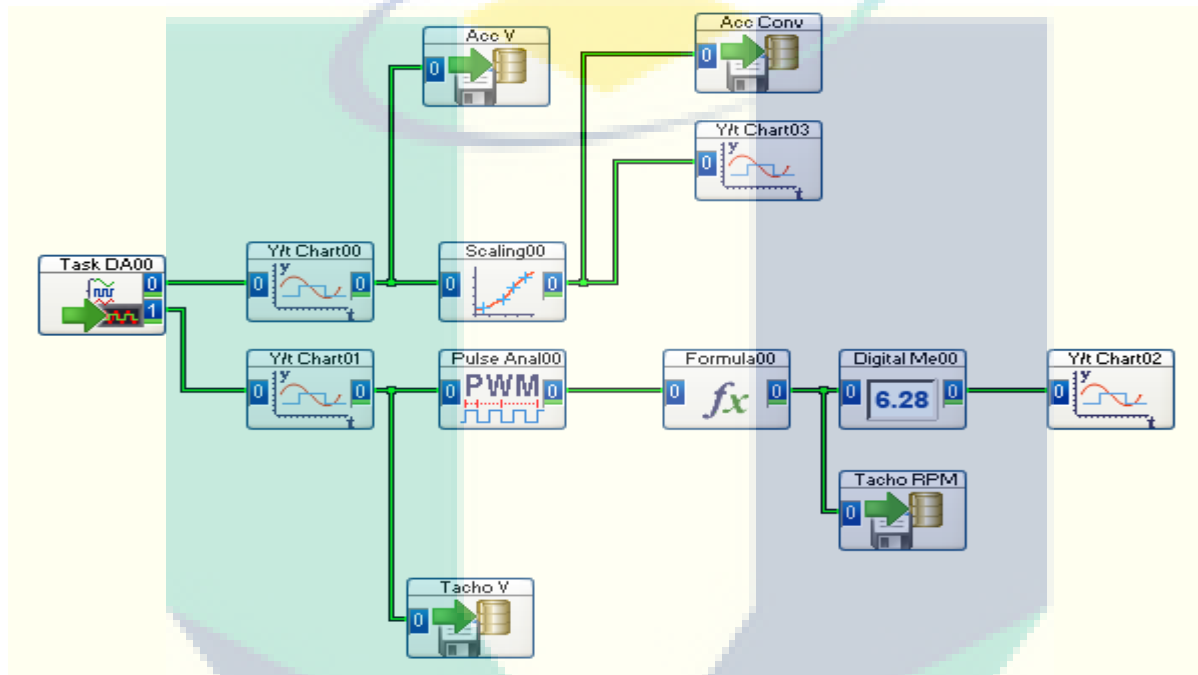 Acc V
0
Acc Conv
0
Y/t Chart03
0
y
t
Task DA00
0
1
Y/t Chart00
0
y
t
0
Scaling00
0
0
Y/t Chart01
0
y
t
0
Pulse Anal00
0
PWM
0
Formula00
0
fx
0
Digital Me00
0
6.28
0
Y/t Chart02
0
y
t
Tacho RPM
0
Tacho V
0